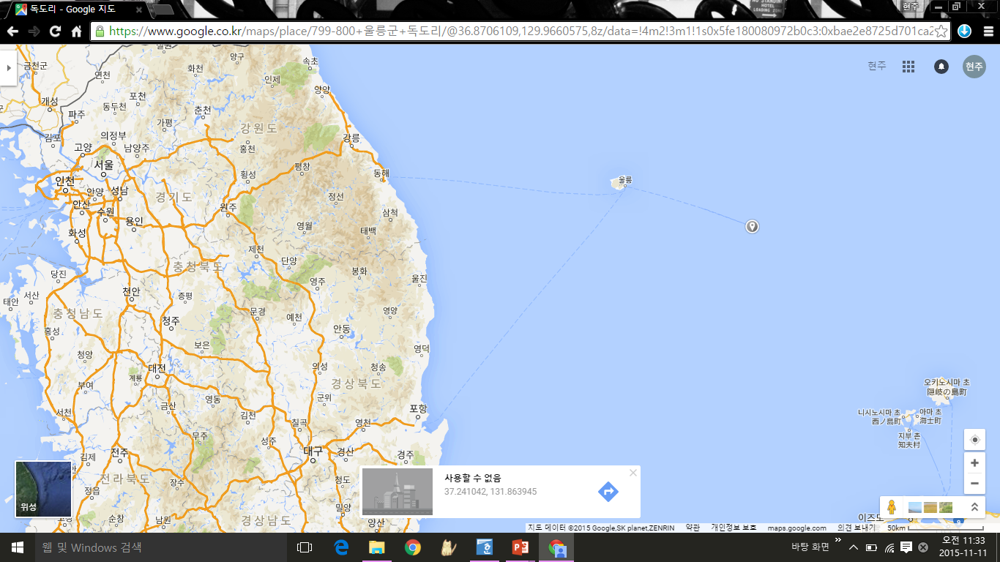 독도리 - Google 지도
현주
https://www.google.co.kr/maps/place/799-800+울릉군+독도리/@36.8706109,129.9660575,8z/data=!4m2!3m1!1s0x5fe180080972b0c3:0xbae2e8725d701ca2
현주
현주
금천군
연천
화천
양구
속초
인제
양양
개성
파주
동두천
포천
춘천
가평
강원도
김포
고양
의정부
남양주
홍천
강릉
서울
평창
동해
울릉
인천
안양
성남
경기도
횡성
정선
안산
수원
용인
원주
영월
삼척
태백
화성
제천
충청북도
단양
당진
영주
봉화
울진
서산
태안
천안
증평
충청남도
청주
문경
예천
영양
홍성
안동
보은
영덕
청양
대전
의성
청송
계룡
경상북도
부여
영동
군위
금산
포항
서천
김천
칠곡
영천
무주
성주
대구
경산
경주
김제
전주
전라북도
장수
청도
정읍
밀양
순창
남원
경상남도
양산
오키노시마 초
隠岐の島町
니시노시마 초
西ノ島町
아마 초
海士町
지부 촌
知夫村
이즈모
9
위성
사용할 수 없음
37.241042, 131.863945
지도 데이터 ©2015 Google,SK planet,ZENRIN
약관
개인정보 보호
maps.google.com
의견 보내기
50km
웹 및 Windows 검색
바탕 화면
오전 11:33
2015-11-11